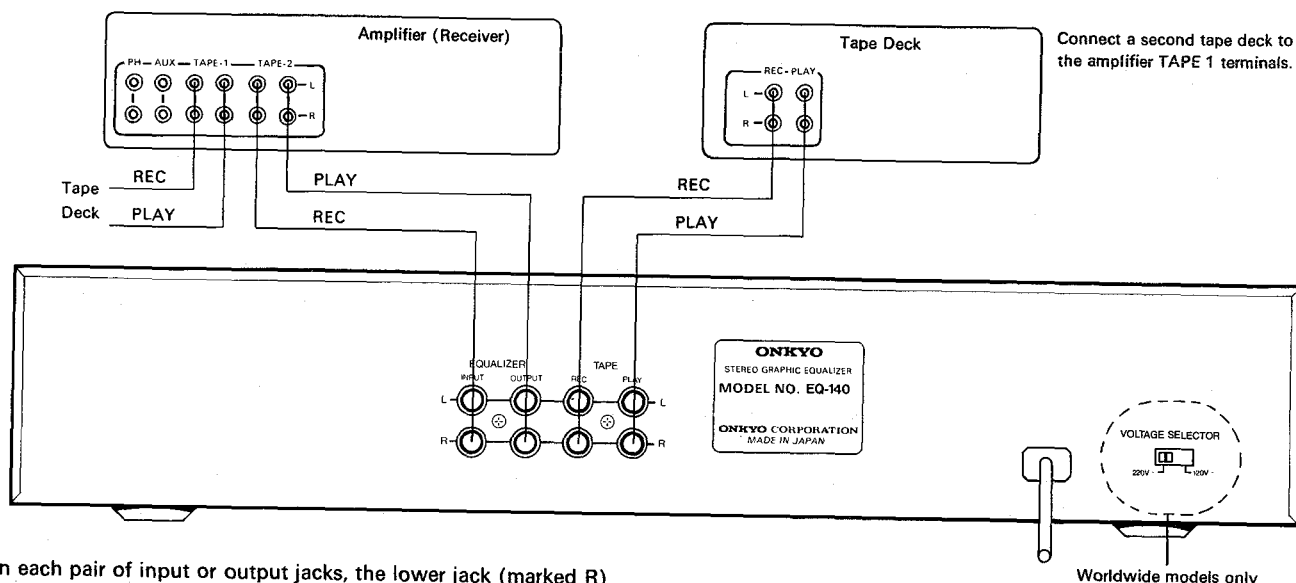 Amplifier (Receiver)
PH AUX TAPE-1 TAPE-2
L
R
Tape Deck
REC - PLAY
L
R
Connect a second tape deck to
the amplifier TAPE 1 terminals.
Tape
Deck
REC
PLAY
PLAY
REC
REC
PLAY
EQUALIZER TAPE
INPUT OUTPUT REC PLAY
L L
R R
ONKYO
STEREO GRAPHIC EQUALIZER
MODEL NO. EQ-140
ONKYO CORPORATION
MADE IN JAPAN
VOLTAGE SELECTOR
220V - 120V -
n each pair of input or output jacks, the lower jack (marked R)
Worldwide models only